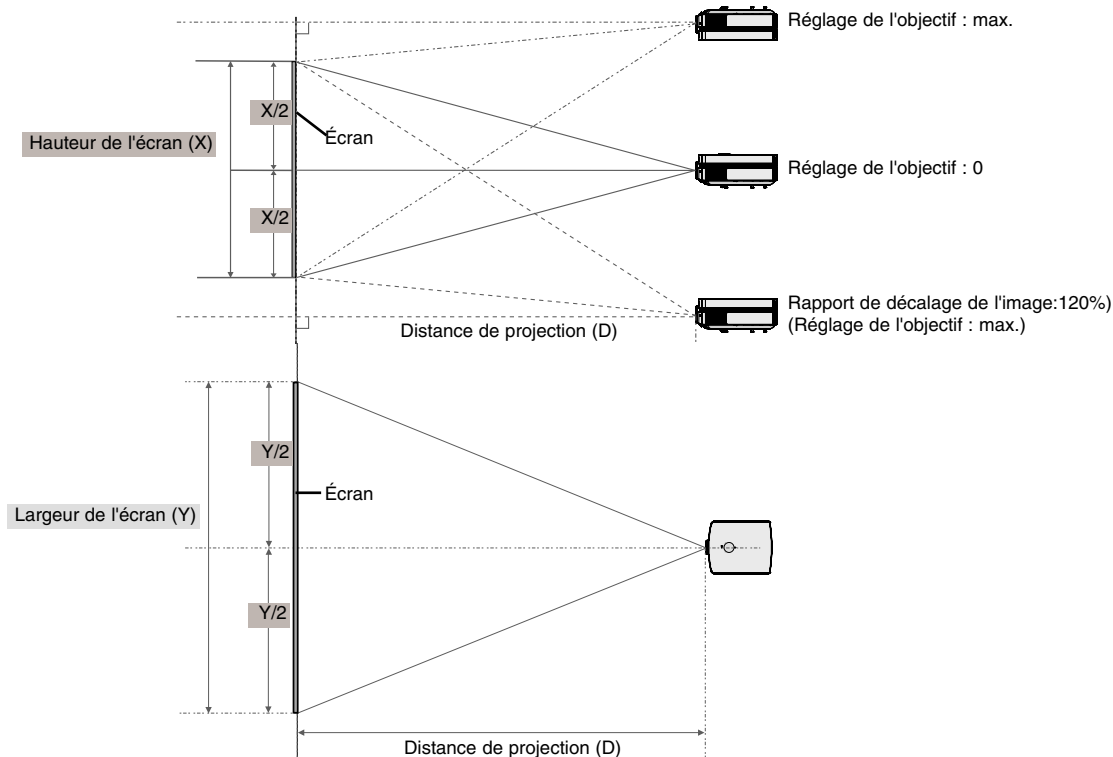 Réglage de l'objectif : max.
X/2
Écran
Hauteur de l'écran (X)
Réglage de l'objectif : 0
X/2
Rapport de décalage de l'image:120%)
(Réglage de l'objectif : max.)
Distance de projection (D)
Y/2
Écran
Largeur de l'écran (Y)
Y/2
Distance de projection (D)